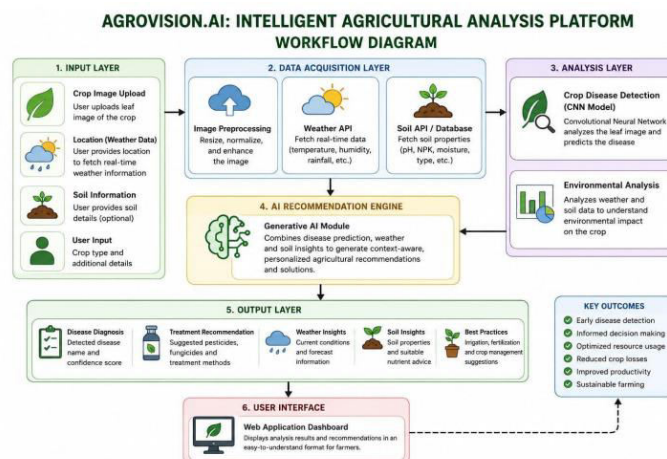 AGROVISION.AI: INTELLIGENT AGRICULTURAL ANALYSIS PLATFORM
WORKFLOW DIAGRAM
1. INPUT LAYER
Crop Image Upload
User uploads leaf
image of the crop
Location (Weather Data)
User provides location
to fetch real-time
weather information
Soil Information
User provides soil
details (optional)
User Input
Crop type and
additional details
2. DATA ACQUISITION LAYER
Image Preprocessing
Resize, normalize,
and enhance
the image
Weather API
Fetch real-time data
(temperature, humidity,
rainfall, etc.)
Soil API / Database
Fetch soil properties
(pH, NPK, moisture,
type, etc.)
3. ANALYSIS LAYER
Crop Disease Detection
(CNN Model)
Convolutional Neural Network
analyzes the leaf image and
predicts the disease
Environmental Analysis
Analyzes weather and
soil data to understand
environmental impact
on the crop
4. AI RECOMMENDATION ENGINE
Generative AI Module
Combines disease prediction, weather
and soil insights to generate context-aware,
personalized agricultural recommendations
and solutions.
5. OUTPUT LAYER
Disease Diagnosis
Detected disease
name and
confidence score
Treatment Recommendation
Suggested pesticides,
fungicides and
treatment methods
Weather Insights
Current conditions
and forecast
information
Soil Insights
Soil properties
and suitable
nutrient advice
Best Practices
Irrigation, fertilization
and crop management
suggestions
KEY OUTCOMES
Early disease detection
Informed decision making
Optimized resource usage
Reduced crop losses
Improved productivity
Sustainable farming
6. USER INTERFACE
Web Application Dashboard
Displays analysis results and recommendations in an
easy-to-understand format for farmers.